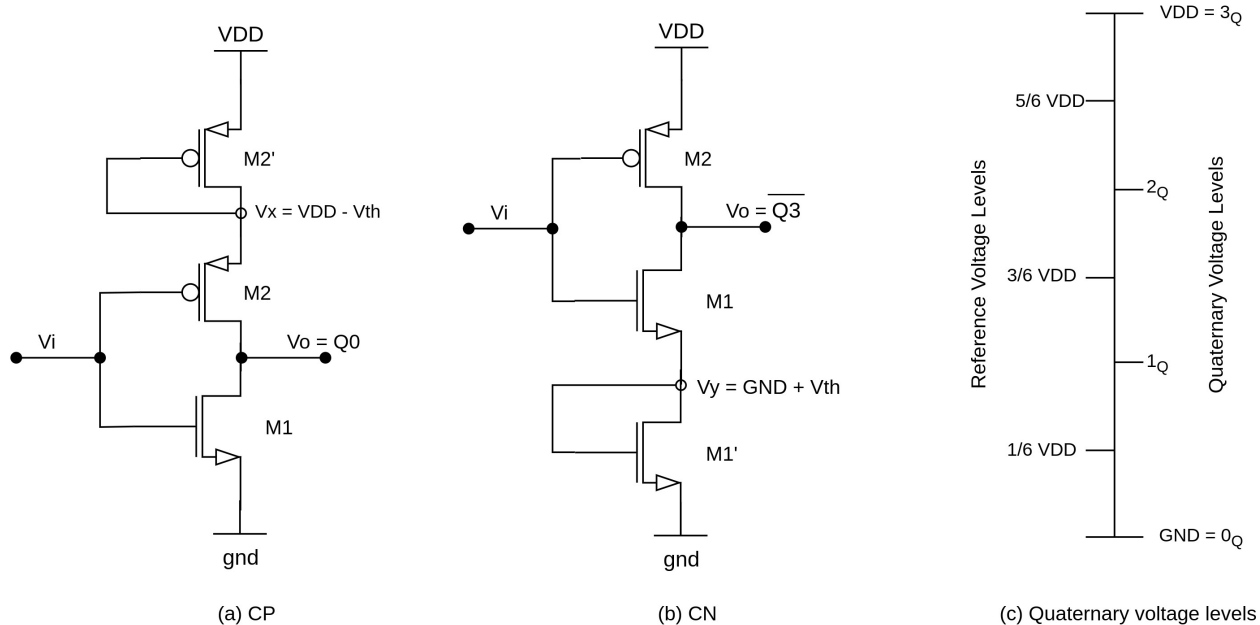 VDD
M2'
Vx = VDD - Vth
M2
Vi
Vo = Q0
M1
gnd
(a) CP
VDD
M2
Vi
Vo = Q3
M1
Vy = GND + Vth
M1'
gnd
(b) CN
VDD = 3Q
5/6 VDD
2Q
3/6 VDD
1Q
1/6 VDD
GND = 0Q
Reference Voltage Levels
Quaternary Voltage Levels
(c) Quaternary voltage levels